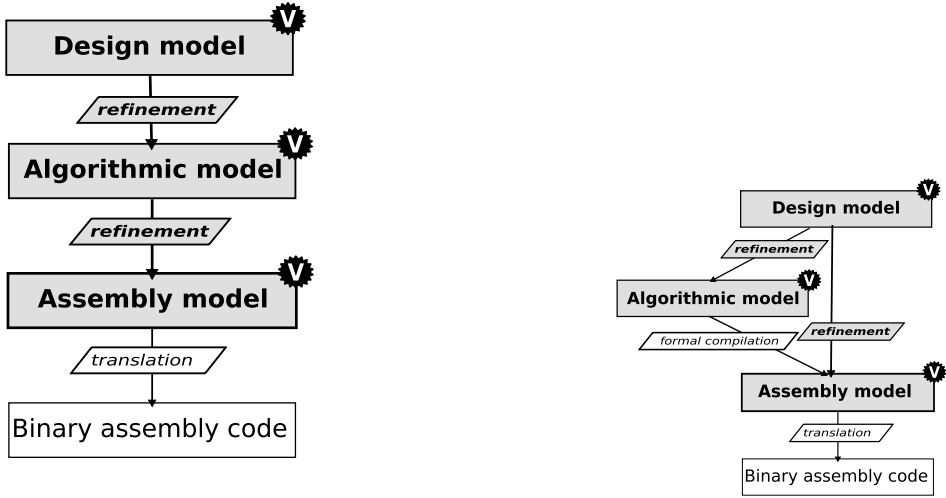 V
Design model
refinement
V
Algorithmic model
refinement
V
Assembly model
translation
Binary assembly code
V
Design model
refinement
V
Algorithmic model
refinement
formal compilation
V
Assembly model
translation
Binary assembly code